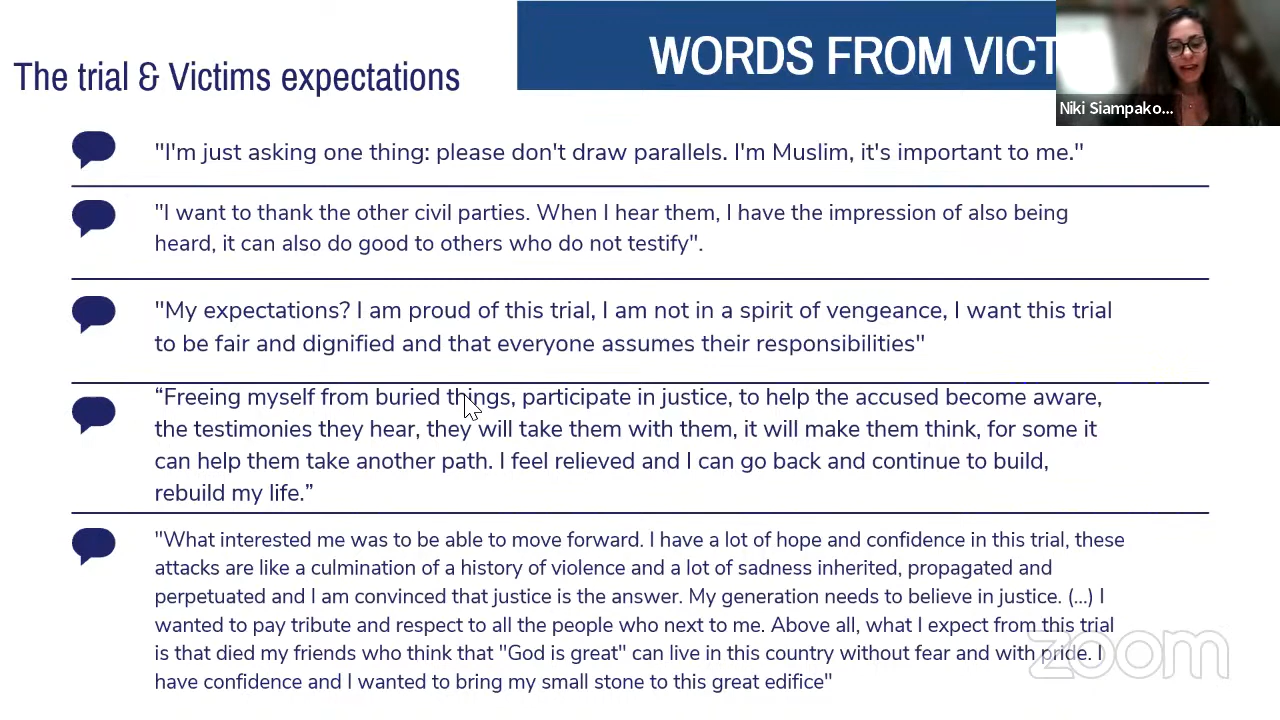 WORDS FROM VICT
The trial & Victims expectations
Niki Siampako...
"I'm just asking one thing: please don't draw parallels. I'm Muslim, it's important to me."
"I want to thank the other civil parties. When I hear them, I have the impression of also being
heard, it can also do good to others who do not testify".
"My expectations? I am proud of this trial, I am not in a spirit of vengeance, I want this trial
to be fair and dignified and that everyone assumes their responsibilities"
“Freeing myself from buried things, participate in justice, to help the accused become aware,
the testimonies they hear, they will take them with them, it will make them think, for some it
can help them take another path. I feel relieved and I can go back and continue to build,
rebuild my life.”
"What interested me was to be able to move forward. I have a lot of hope and confidence in this trial, these
attacks are like a culmination of a history of violence and a lot of sadness inherited, propagated and
perpetuated and I am convinced that justice is the answer. My generation needs to believe in justice. (...) I
wanted to pay tribute and respect to all the people who next to me. Above all, what I expect from this trial
is that died my friends who think that "God is great" can live in this country without fear and with pride. I
have confidence and I wanted to bring my small stone to this great edifice"
zoom